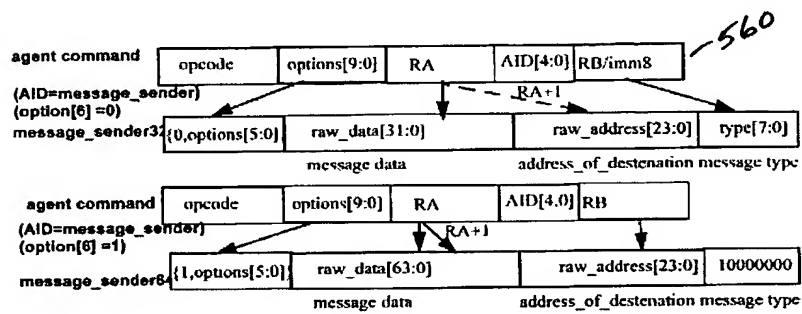 560
agent command opcode options[9:0] RA AID[4:0] RB/imm8
(AID=message_sender)
(option[6] =0)
RA+1
message_sender32 {0,options[5:0] raw_data[31:0] raw_address[23:0] type[7:0]
message data address_of_destenation message type
agent command opcode options[9:0] RA AID[4,0] RB
(AID=message_sender)
(option[6] =1)
RA+1
message_sender64 {1,options[5:0]} raw_data[63:0] raw_address[23:0] 10000000
message data address_of_destenation message type